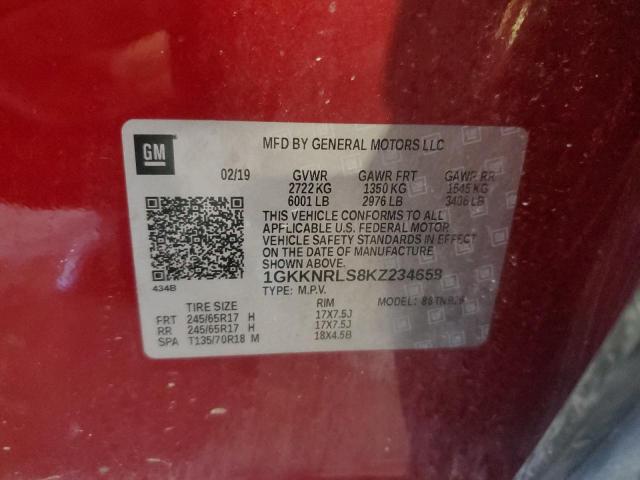 GM
MFD BY GENERAL MOTORS LLC
02/19 GVWR GAWR FRT GAWR RR
2722 KG 1350 KG 1545 KG
6001 LB 2976 LB 3406 LB
THIS VEHICLE CONFORMS TO ALL
APPLICABLE U.S. FEDERAL MOTOR
VEHICLE SAFETY STANDARDS IN EFFECT
ON THE DATE OF MANUFACTURE
SHOWN ABOVE.
434B
1GKKNRLS8KZ234658
TYPE: M.P.V. MODEL:
TIRE SIZE RIM
FRT 245/65R17 H 17X7.5J
RR 245/65R17 H 17X7.5J
SPA T135/70R18 M 18X4.5B